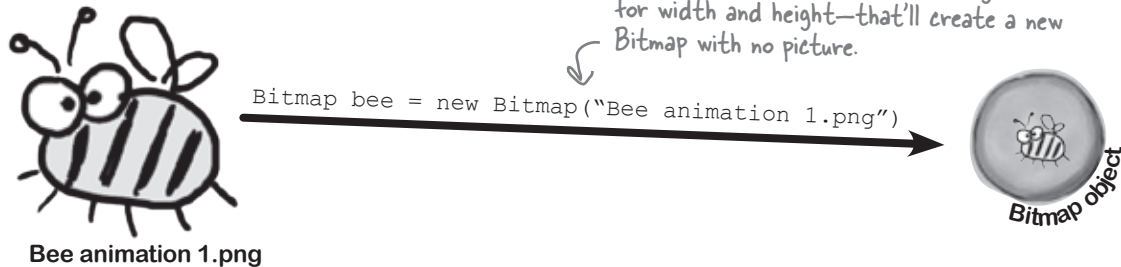 for width and height—that'll create a new
Bitmap with no picture.
Bitmap bee = new Bitmap(“Bee animation 1.png”)
Bee animation 1.png
Bitmap object